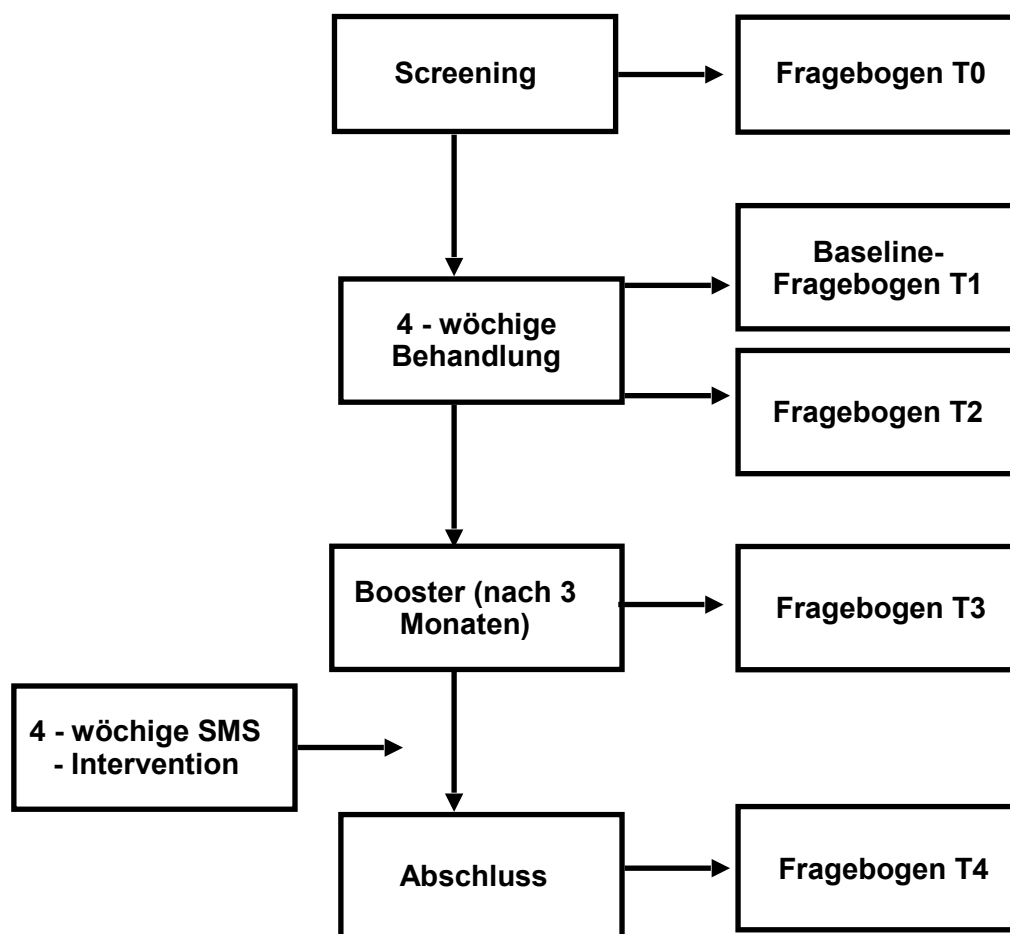 Screening
Fragebogen T0
Baseline-
Fragebogen T1
4 - wöchige
Behandlung
Fragebogen T2
Booster (nach 3
Monaten)
Fragebogen T3
4 - wöchige SMS
- Intervention
Abschluss
Fragebogen T4